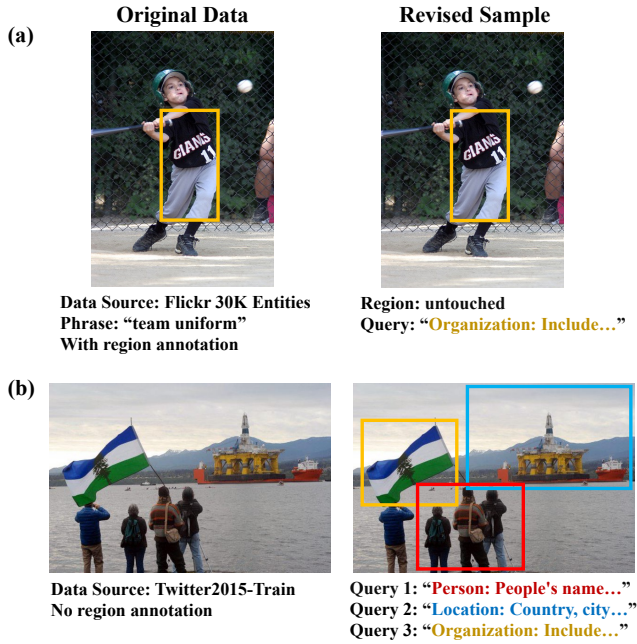 Original Data
Revised Sample
(a)
GIANTS
11
GIANTS
11
Data Source: Flickr 30K Entities
Phrase: “team uniform”
With region annotation
Region: untouched
Query: “Organization: Include…”
(b)
Data Source: Twitter2015-Train
No region annotation
Query 1: “Person: People's name…”
Query 2: “Location: Country, city…”
Query 3: “Organization: Include…”